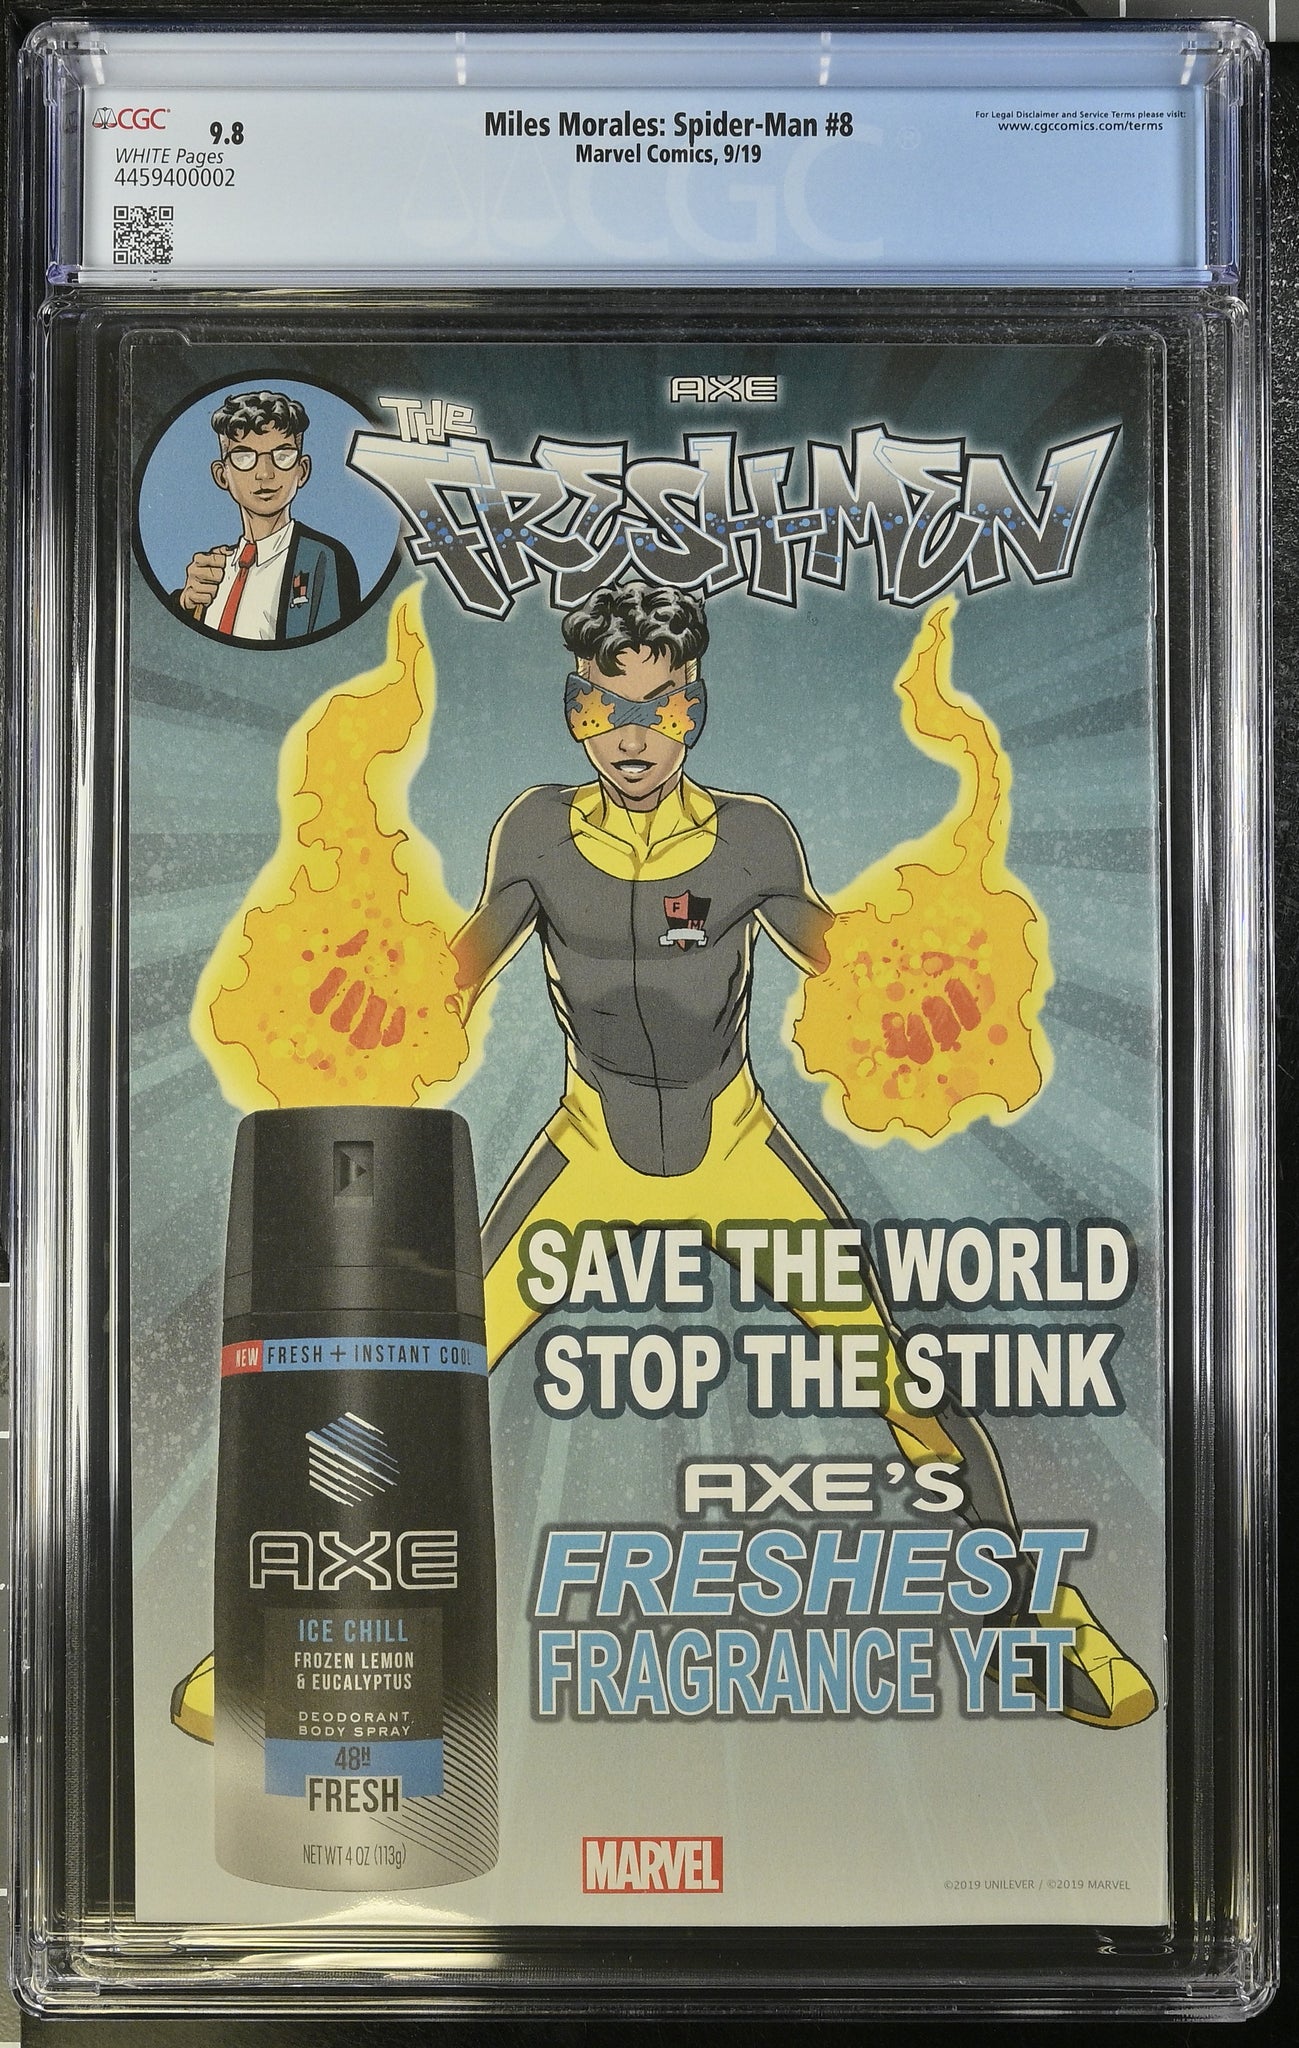 CGC
9.8
WHITE Pages
4459400002
Miles Morales: Spider-Man #8
Marvel Comics, 9/19
For Legal Disclaimer and Service Terms please visit:
www.cgccomics.com/terms
CGC
AXE
THE
FRESH-MEN
F
M
SAVE THE WORLD
STOP THE STINK
AXE'S
FRESHEST
FRAGRANCE YET
NEW FRESH + INSTANT COOL
AXE
ICE CHILL
FROZEN LEMON
& EUCALYPTUS
DEODORANT
BODY SPRAY
48H
FRESH
NET WT 4 OZ (113g)
MARVEL
©2019 UNILEVER / ©2019 MARVEL